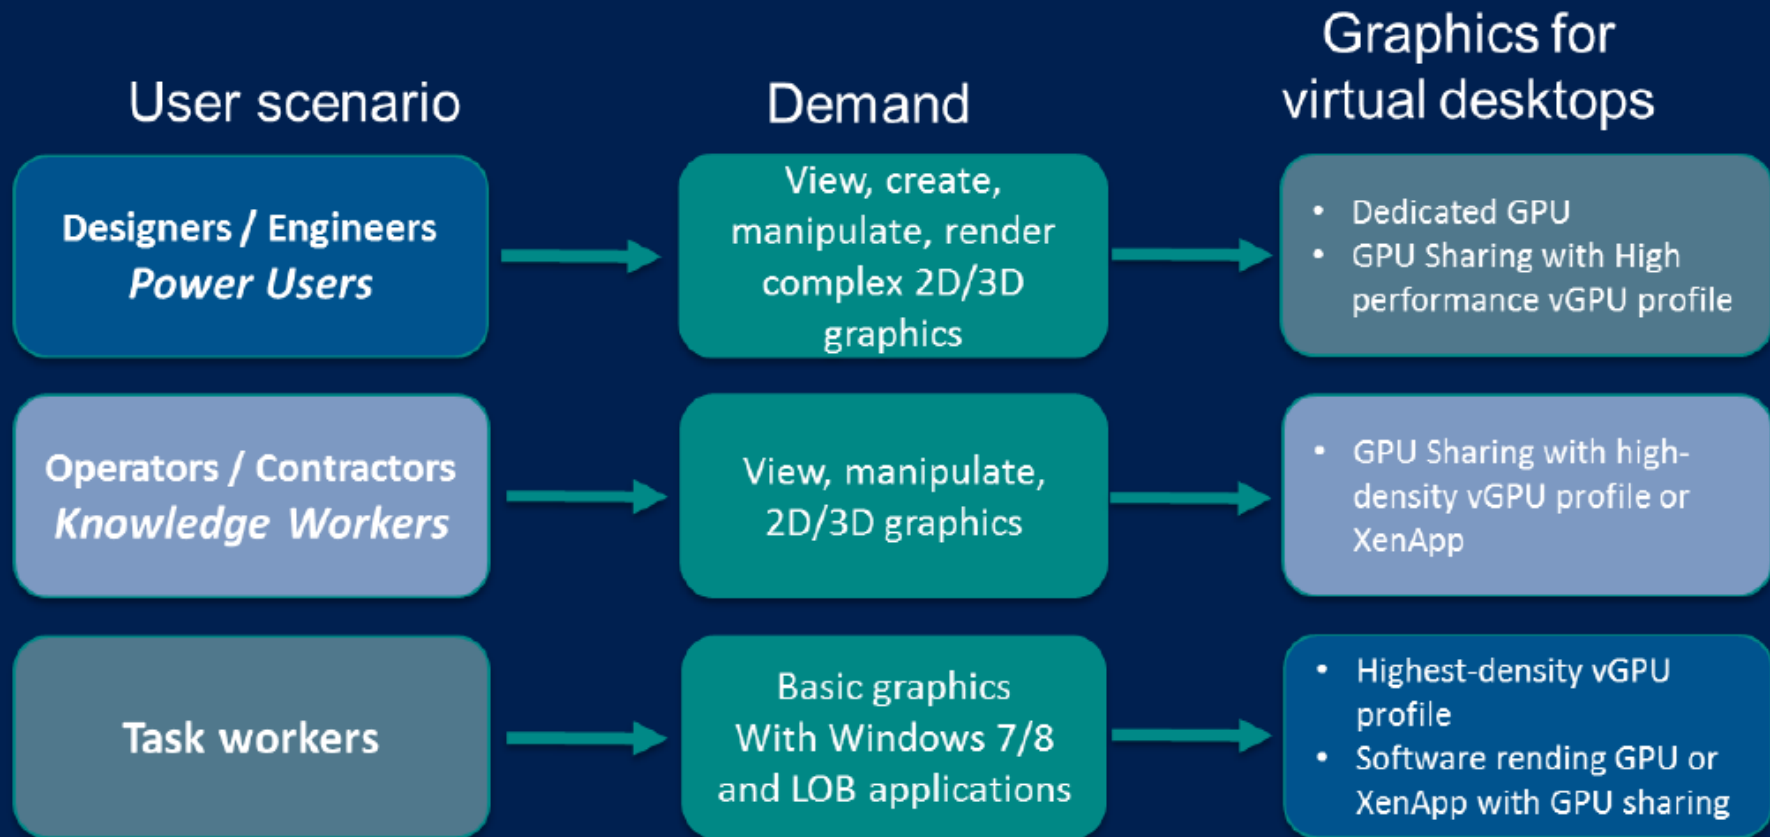 User scenario
Demand
Graphics for
virtual desktops
Designers / Engineers
Power Users
View, create,
manipulate, render
complex 2D/3D
graphics
• Dedicated GPU
• GPU Sharing with High
performance vGPU profile
Operators / Contractors
Knowledge Workers
View, manipulate,
2D/3D graphics
• GPU Sharing with high-
density vGPU profile or
XenApp
Task workers
Basic graphics
With Windows 7/8
and LOB applications
• Highest-density vGPU
profile
• Software rending GPU or
XenApp with GPU sharing